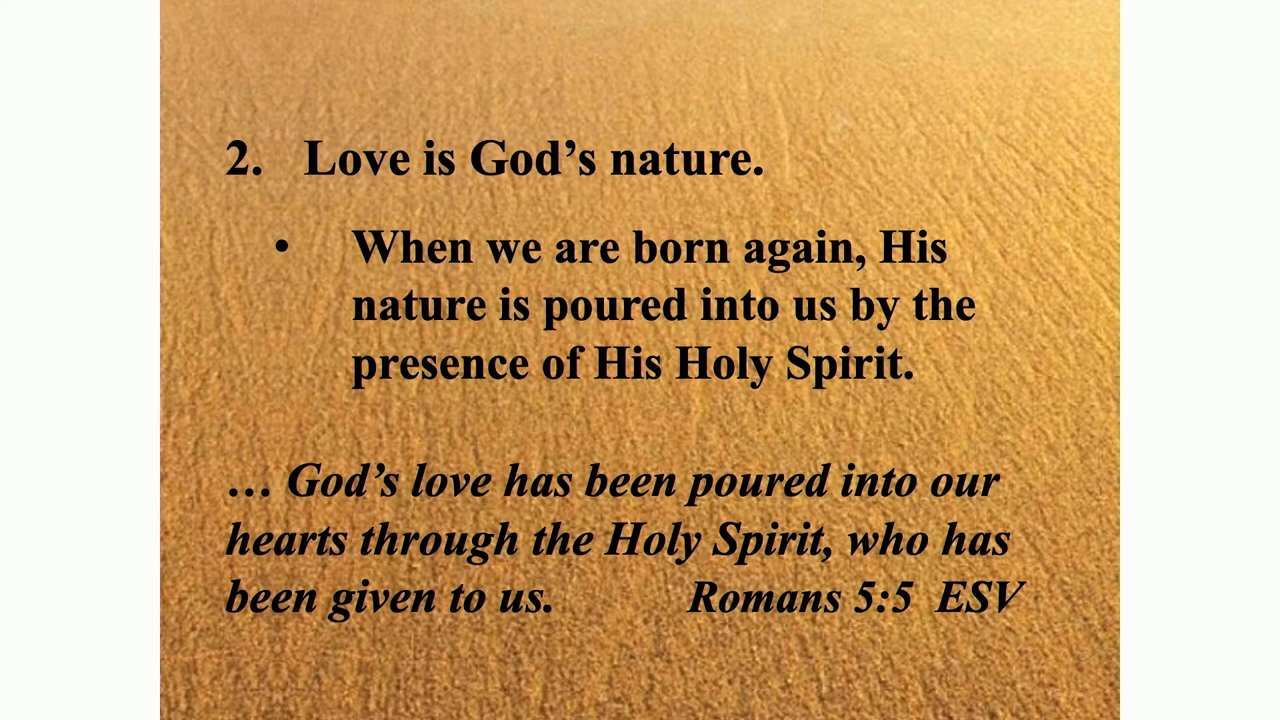 2. Love is God’s nature.
• When we are born again, His
nature is poured into us by the
presence of His Holy Spirit.
… God’s love has been poured into our
hearts through the Holy Spirit, who has
been given to us. Romans 5:5 ESV